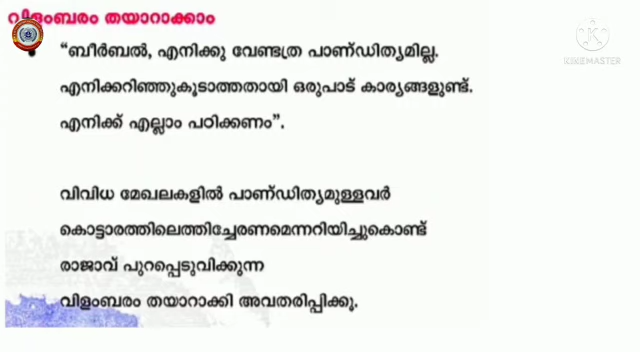 വിളംബരം തയാറാക്കാം
“ബീർബൽ, എനിക്കു വേണ്ടത്ര പാണ്ഡിത്യമില്ല.
എനിക്കറിഞ്ഞുകൂടാത്തതായി ഒരുപാട് കാര്യങ്ങളുണ്ട്.
എനിക്ക് എല്ലാം പഠിക്കണം”.
വിവിധ മേഖലകളിൽ പാണ്ഡിത്യമുള്ളവർ
കൊട്ടാരത്തിലെത്തിച്ചേരണമെന്നറിയിച്ചുകൊണ്ട്
രാജാവ് പുറപ്പെടുവിക്കുന്ന
വിളംബരം തയാറാക്കി അവതരിപ്പിക്കൂ.
KINEMASTER